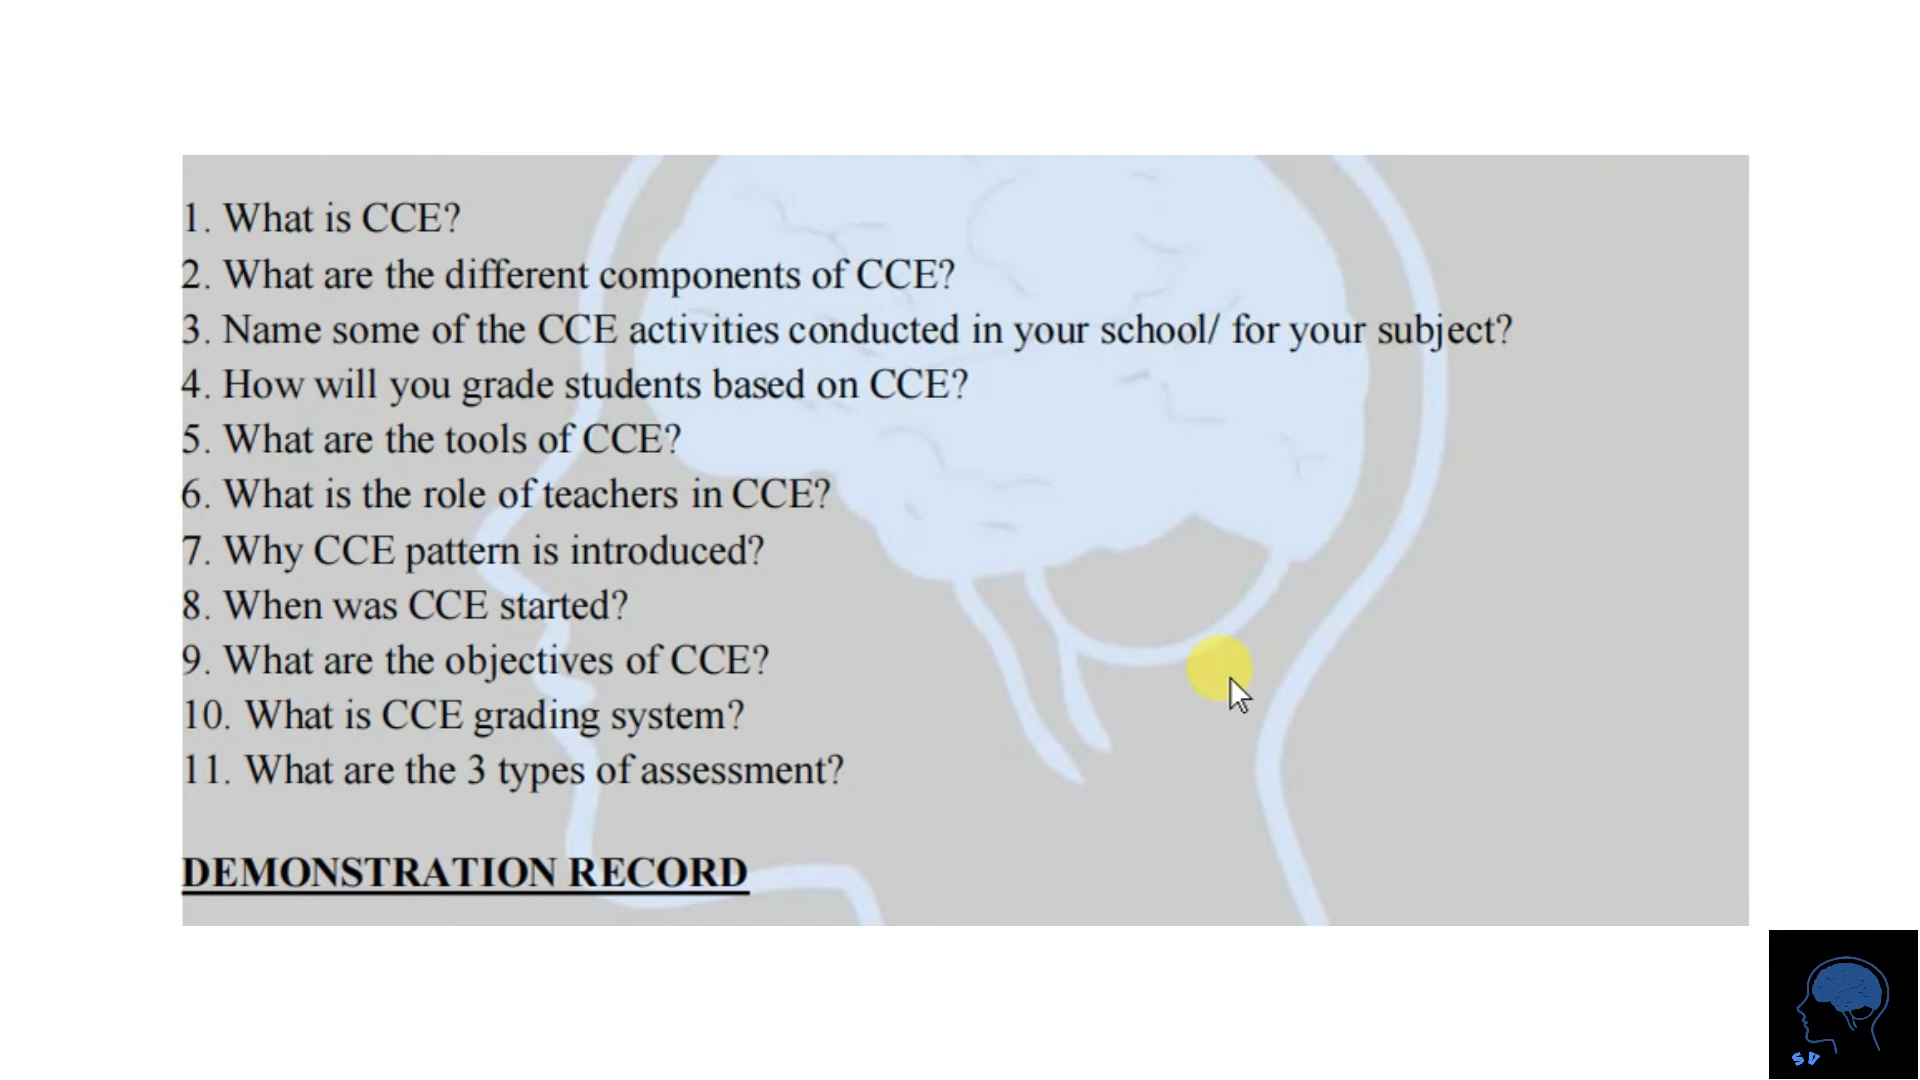 1. What is CCE?
2. What are the different components of CCE?
3. Name some of the CCE activities conducted in your school/ for your subject?
4. How will you grade students based on CCE?
5. What are the tools of CCE?
6. What is the role of teachers in CCE?
7. Why CCE pattern is introduced?
8. When was CCE started?
9. What are the objectives of CCE?
10. What is CCE grading system?
11. What are the 3 types of assessment?
DEMONSTRATION RECORD
S D